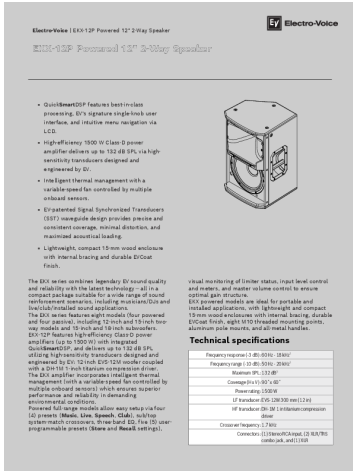 Electro-Voice | EKX-12P Powered 12" 2-Way Speaker
EV Electro-Voice
EKX-12P Powered 12" 2-Way Speaker
• QuickSmartDSP features best-in-class
processing, EV's signature single-knob user
interface, and intuitive menu navigation via
LCD.
• High-efficiency 1500 W Class-D power
amplifier delivers up to 132 dB SPL via high-
sensitivity transducers designed and
engineered by EV.
• Intelligent thermal management with a
variable-speed fan controlled by multiple
onboard sensors.
• EV-patented Signal Synchronized Transducers
(SST) waveguide design provides precise and
consistent coverage, minimal distortion, and
maximized acoustical loading.
• Lightweight, compact 15-mm wood enclosure
with internal bracing and durable EVCoat
finish.
The EKX series combines legendary EV sound quality
and reliability with the latest technology – all in a
compact package suitable for a wide range of sound
reinforcement scenarios, including musicians/DJs and
live/club/installed sound applications.
The EKX series features eight models (four powered
and four passive), including 12-inch and 15-inch two-
way models and 15-inch and 18-inch subwoofers.
EKX-12P features high-efficiency Class-D power
amplifiers (up to 1500 W) with integrated
QuickSmartDSP, and delivers up to 132 dB SPL
utilizing high-sensitivity transducers designed and
engineered by EV: 12-inch EVS-12M woofer coupled
with a DH-1M 1-inch titanium compression driver.
The EKX amplifier incorporates intelligent thermal
management (with a variable-speed fan controlled by
multiple onboard sensors) which ensures superior
performance and reliability in demanding
environmental conditions.
Powered full-range models allow easy setup via four
(4) presets (Music, Live, Speech, Club), sub/top
system-match crossovers, three-band EQ, five (5) user-
programmable presets (Store and Recall settings),
visual monitoring of limiter status, input level control
and meters, and master volume control to ensure
optimal gain structure.
EKX powered models are ideal for portable and
installed applications, with lightweight and compact
15-mm wood enclosures with internal bracing, durable
EVCoat finish, eight M10 threaded mounting points,
aluminum pole mounts, and all metal handles.
Technical specifications
Frequency response (-3 dB): 60 Hz - 18 kHz¹
Frequency range (-10 dB): 50 Hz - 20 kHz¹
Maximum SPL: 132 dB²
Coverage (H x V): 90˚ x 60˚
Power rating: 1500 W
LF transducer: EVS-12M 300 mm (12 in)
HF transducer: DH-1M 1 in titanium compression
driver
Crossover frequency: 1.7 kHz
Connectors: (1) Stereo RCA input, (2) XLR/TRS
combo jack, and (1) XLR